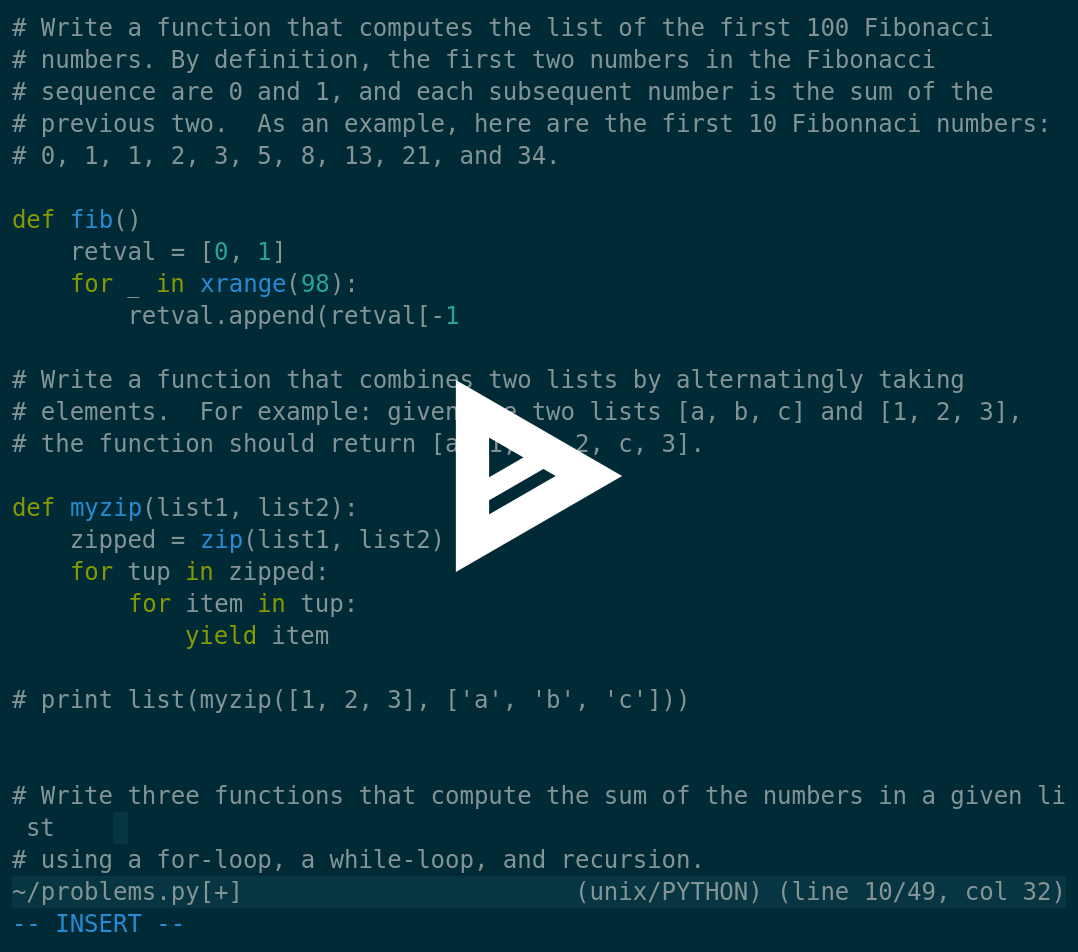 # Write a function that computes the list of the first 100 Fibonacci
# numbers. By definition, the first two numbers in the Fibonacci
# sequence are 0 and 1, and each subsequent number is the sum of the
# previous two.  As an example, here are the first 10 Fibonnaci numbers:
# 0, 1, 1, 2, 3, 5, 8, 13, 21, and 34.
def fib()
    retval = [0, 1]
    for _ in xrange(98):
        retval.append(retval[-1
# Write a function that combines two lists by alternatingly taking
# elements.  For example: given two lists [a, b, c] and [1, 2, 3],
# the function should return [a, 1, 2, c, 3].
def myzip(list1, list2):
    zipped = zip(list1, list2)
    for tup in zipped:
        for item in tup:
            yield item
# print list(myzip([1, 2, 3], ['a', 'b', 'c']))
# Write three functions that compute the sum of the numbers in a given li
 st
# using a for-loop, a while-loop, and recursion.
~/problems.py[+] (unix/PYTHON) (line 10/49, col 32)
-- INSERT --